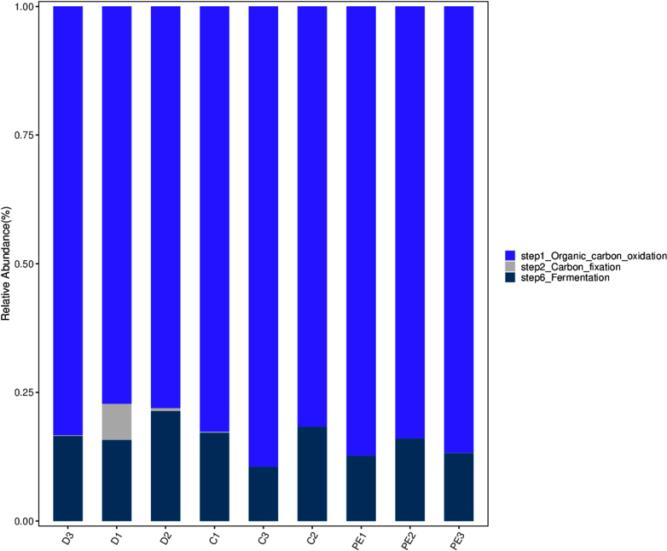 Relative Abundance(%)
1.00
0.75
0.50
0.25
0.00
D3 D1 D2 C1 C3 C2 PE1 PE2 PE3
step1_Organic_carbon_oxidation
step2_Carbon_fixation
step6_Fermentation